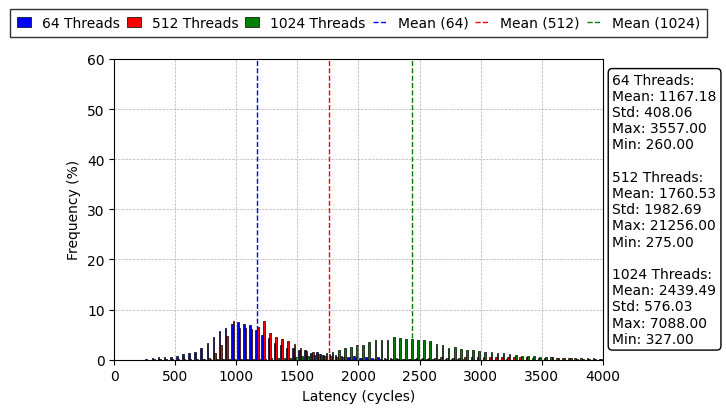 64 Threads 512 Threads 1024 Threads Mean (64) Mean (512) Mean (1024)
60
50
40
30
20
10
0
Frequency (%)
0 500 1000 1500 2000 2500 3000 3500 4000
Latency (cycles)
64 Threads:
Mean: 1167.18
Std: 408.06
Max: 3557.00
Min: 260.00
512 Threads:
Mean: 1760.53
Std: 1982.69
Max: 21256.00
Min: 275.00
1024 Threads:
Mean: 2439.49
Std: 576.03
Max: 7088.00
Min: 327.00